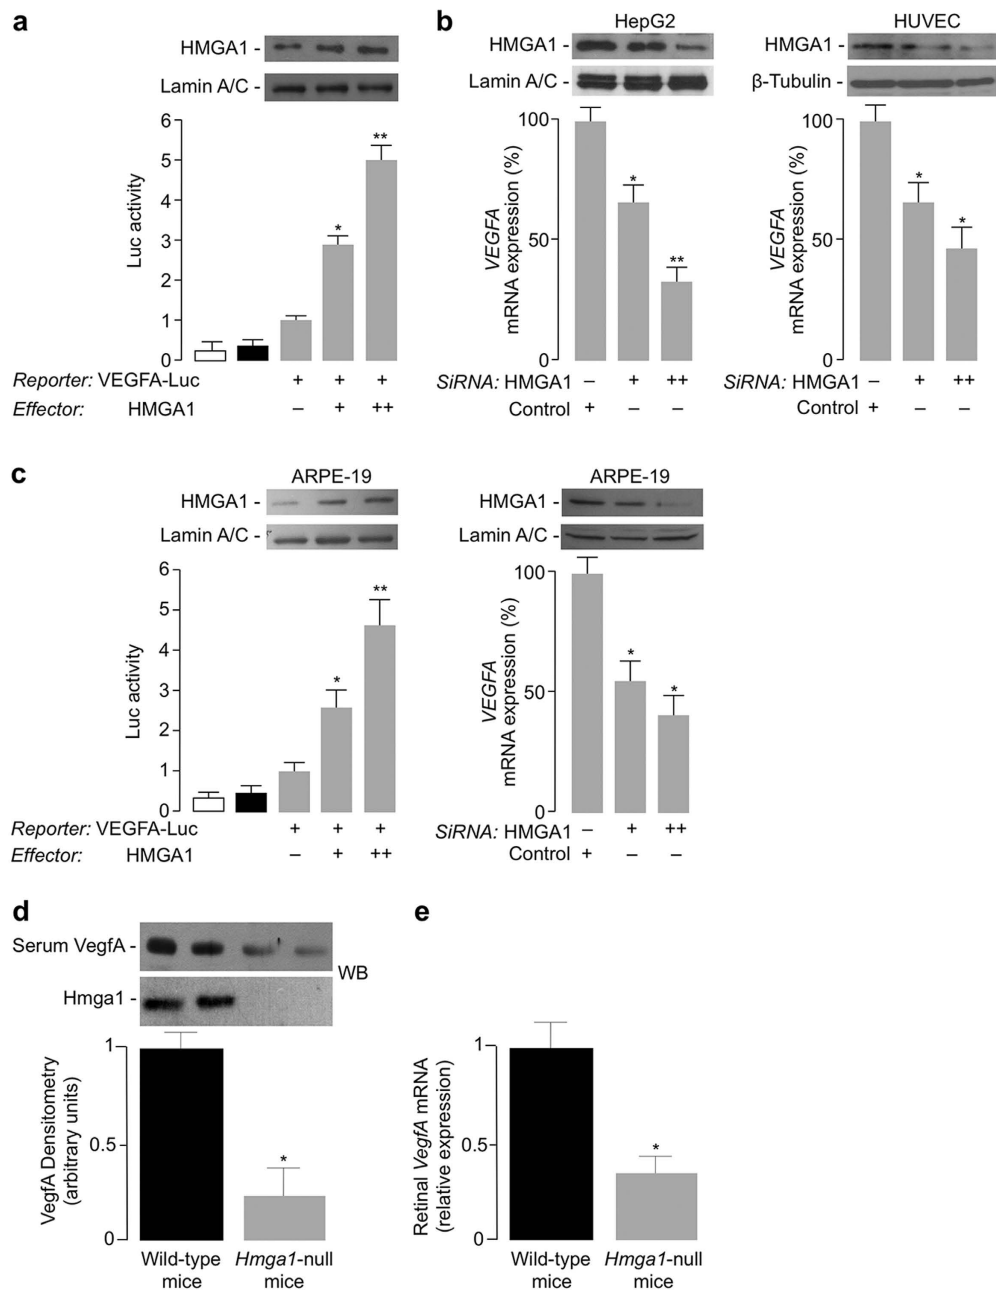 a
HMGA1 -
Lamin A/C -
6
5
4
3
2
1
0
Luc activity
*
**
Reporter: VEGFA-Luc + + +
Effector: HMGA1 – + ++
b
HepG2
HMGA1 -
Lamin A/C -
100
50
0
VEGFA
mRNA expression (%)
*
**
SiRNA: HMGA1 – + ++
Control + – –
HUVEC
HMGA1 -
β-Tubulin -
100
50
0
VEGFA
mRNA expression (%)
*
*
SiRNA: HMGA1 – + ++
Control + – –
c
ARPE-19
HMGA1 -
Lamin A/C -
6
5
4
3
2
1
0
Luc activity
*
**
Reporter: VEGFA-Luc + + +
Effector: HMGA1 – + ++
ARPE-19
HMGA1 -
Lamin A/C -
100
50
0
VEGFA
mRNA expression (%)
*
*
SiRNA: HMGA1 – + ++
Control + – –
d
Serum VegfA -
Hmga1 -
WB
1
0.5
0
VegfA Densitometry
(arbitrary units)
*
Wild-type Hmga1-null
mice mice
e
1
0.5
0
Retinal VegfA mRNA
(relative expression)
*
Wild-type Hmga1-null
mice mice